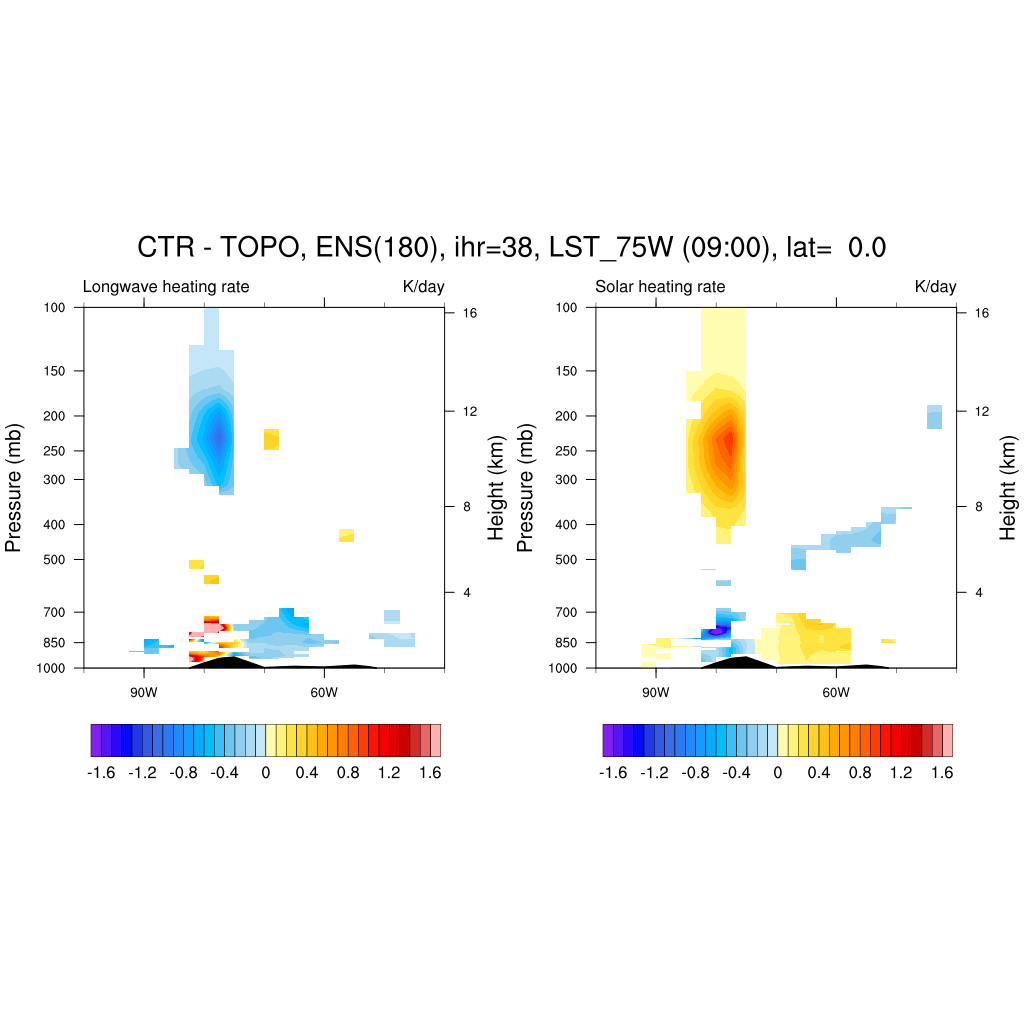 CTR - TOPO, ENS(180), ihr=38, LST_75W (09:00), lat=  0.0
Longwave heating rate K/day
Pressure (mb)
100
150
200
250
300
400
500
700
850
1000
90W 60W
16
12
8
4
Height (km)
-1.6 -1.2 -0.8 -0.4 0 0.4 0.8 1.2 1.6
Solar heating rate K/day
Pressure (mb)
100
150
200
250
300
400
500
700
850
1000
90W 60W
16
12
8
4
Height (km)
-1.6 -1.2 -0.8 -0.4 0 0.4 0.8 1.2 1.6